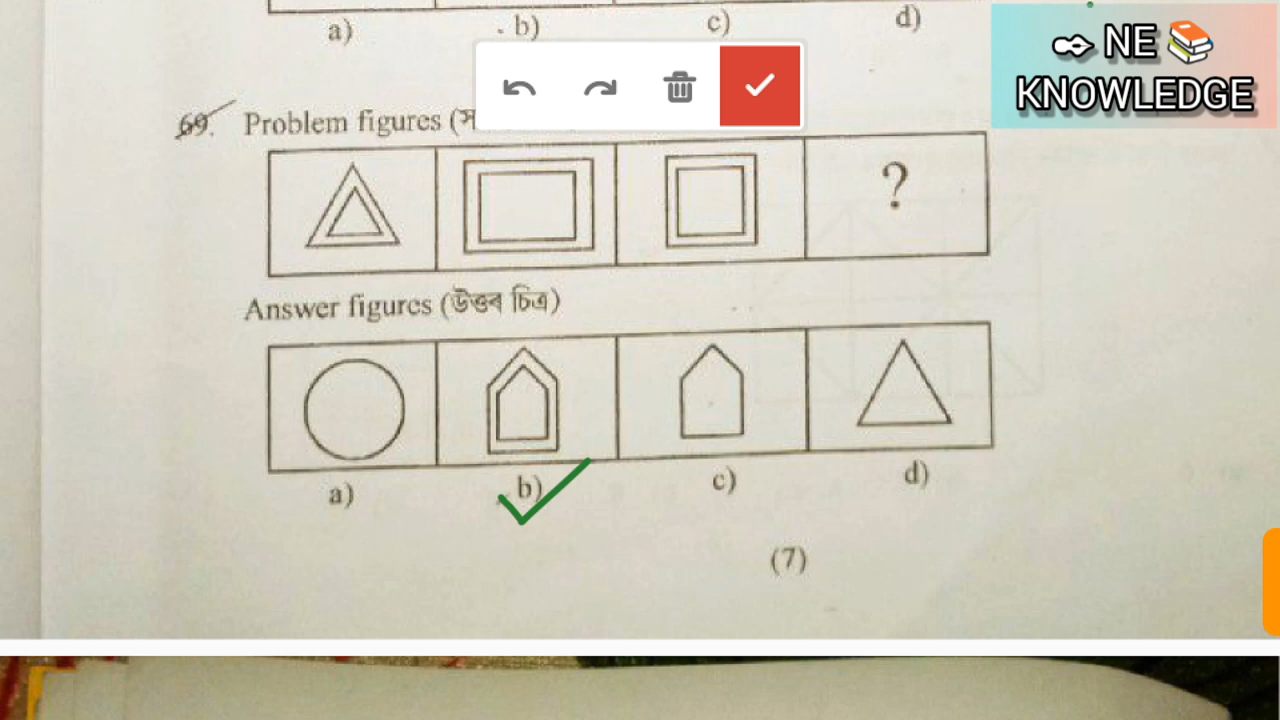 a) b) c) d)
NE
KNOWLEDGE
69. Problem figures (
?
Answer figures (উত্তৰ চিত্ৰ)
a) b) c) d)
(7)